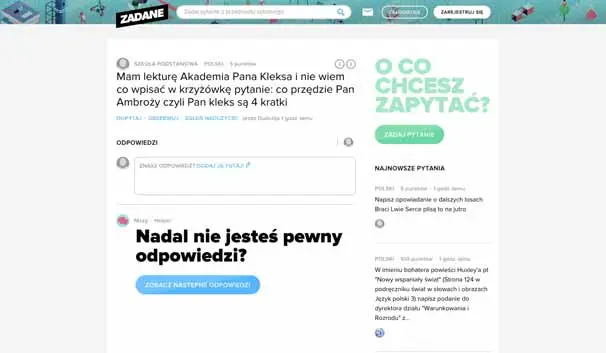 ZADANE
Zadaj pytanie z przedmiotu szkolnego
ZALOGUJ SIĘ
ZAREJESTRUJ SIĘ
SZKOŁA PODSTAWOWA · POLSKI · 5 punktów
Mam lekturę Akademia Pana Kleksa i nie wiem
co wpisać w krzyżówkę pytanie: co przędzie Pan
Ambroży czyli Pan kleks są 4 kratki
DOPYTAJ · OBSERWUJ · ZGŁOŚ NADUŻYCIE! · przez Dudulija 1 godz. temu
ODPOWIEDZI
ZNASZ ODPOWIEDŹ? DODAJ JĄ TUTAJ!
Helper
Nadal nie jesteś pewny
odpowiedzi?
ZOBACZ NASTĘPNE ODPOWIEDZI
O CO
CHCESZ
ZAPYTAĆ?
ZADAJ PYTANIE
NAJNOWSZE PYTANIA
POLSKI · 5 punktów · 1 godz. temu
Napisz opowiadanie o dalszych losach
Braci Lwie Serce plisą to na jutro
POLSKI · 100 punktów · 1 godz. temu
W imieniu bohatera powieści Huxley'a pt
"Nowy wspaniały świat" (Strona 124 w
podręczniku świat w słowach i obrazach
Język polski 3) napisz podanie do
dyrektora działu "Warunkowania i
Rozrodu" z...